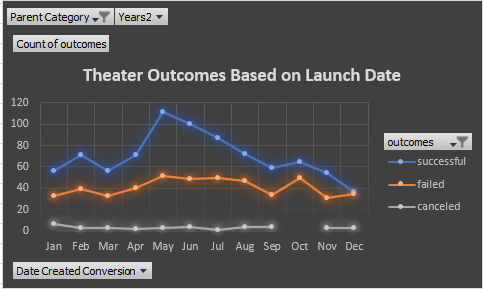 Parent Category Years2
Count of outcomes
Theater Outcomes Based on Launch Date
120
100
80
60
40
20
0
Jan Feb Mar Apr May Jun Jul Aug Sep Oct Nov Dec
outcomes
successful
failed
canceled
Date Created Conversion